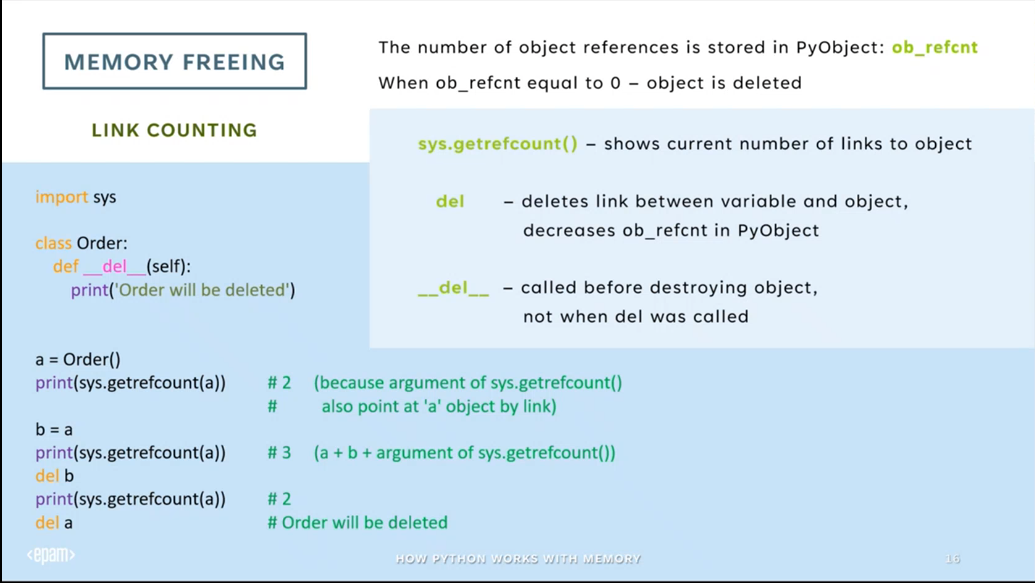 MEMORY FREEING
LINK COUNTING
The number of object references is stored in PyObject: ob_refcnt
When ob_refcnt equal to 0 – object is deleted
sys.getrefcount() – shows current number of links to object
del – deletes link between variable and object,
decreases ob_refcnt in PyObject
__del__ – called before destroying object,
not when del was called
import sys
class Order:
def __del__(self):
print('Order will be deleted')
a = Order()
print(sys.getrefcount(a)) # 2 (because argument of sys.getrefcount()
# also point at 'a' object by link)
b = a
print(sys.getrefcount(a)) # 3 (a + b + argument of sys.getrefcount())
del b
print(sys.getrefcount(a)) # 2
del a # Order will be deleted
<epam>
HOW PYTHON WORKS WITH MEMORY
16